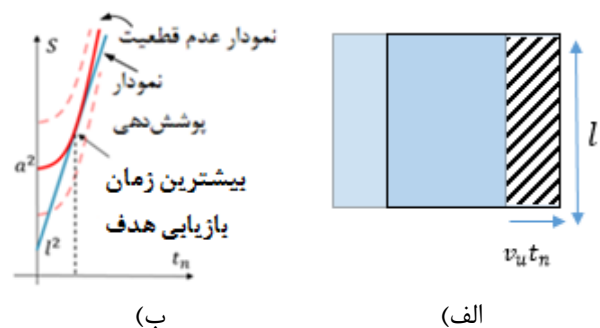 S
نمودار عدم قطعیت
نمودار
پوشش‌دهی
a²
بیشترین زمان
بازیابی هدف
l²
tₙ
ب)
l
vᵤtₙ
الف)